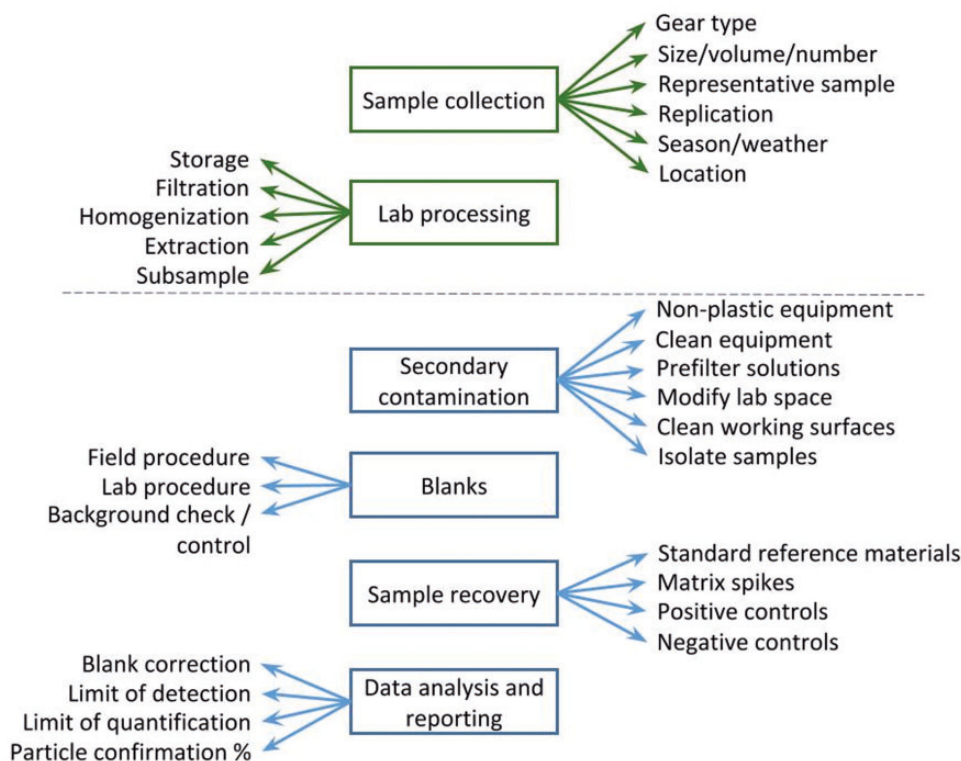 Sample collection
Gear type
Size/volume/number
Representative sample
Replication
Season/weather
Location
Lab processing
Storage
Filtration
Homogenization
Extraction
Subsample
Secondary
contamination
Non-plastic equipment
Clean equipment
Prefilter solutions
Modify lab space
Clean working surfaces
Isolate samples
Blanks
Field procedure
Lab procedure
Background check /
control
Sample recovery
Standard reference materials
Matrix spikes
Positive controls
Negative controls
Data analysis and
reporting
Blank correction
Limit of detection
Limit of quantification
Particle confirmation %